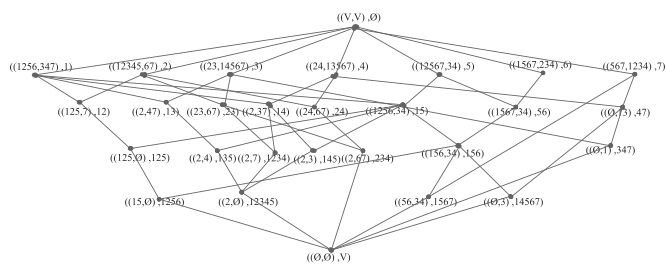 ((V,V) ,Ø)
((1256,347) ,1) ((12345,67) ,2) ((23,14567) ,3) ((24,13567) ,4) ((12567,34) ,5) ((1567,234) ,6) ((567,1234) ,7)
((125,7) ,12) ((2,47) ,13) ((23,67) ,23) ((2,37) ,14) ((24,67) ,24) ((1256,34) ,15) ((1567,34) ,56) ((Ø,13) ,47)
((125,Ø) ,125) ((2,4) ,135) ((2,7) ,1234) ((2,3) ,145) ((2,67) ,234) ((156,34) ,156) ((Ø,1) ,347)
((15,Ø) ,1256) ((2,Ø) ,12345) ((56,34) ,1567) ((Ø,3) ,14567)
((Ø,Ø) ,V)